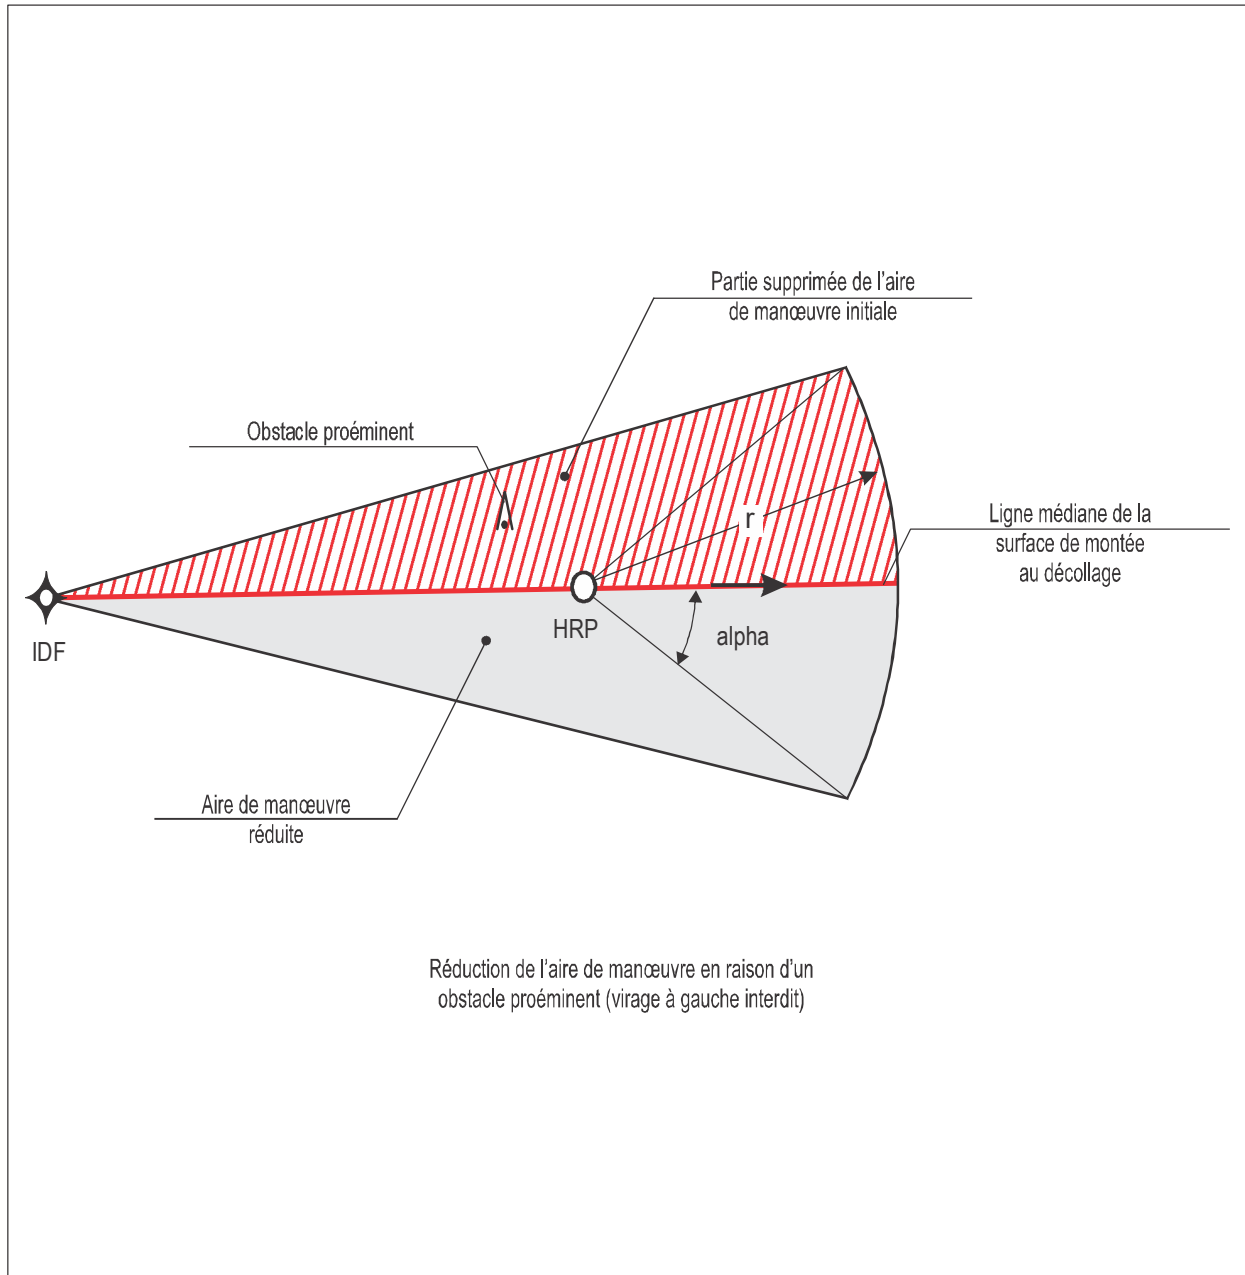 Partie supprimée de l'aire
de manœuvre initiale
Obstacle proéminent
r
Ligne médiane de la
surface de montée
au décollage
IDF
HRP
alpha
Aire de manœuvre
réduite
Réduction de l'aire de manœuvre en raison d'un
obstacle proéminent (virage à gauche interdit)